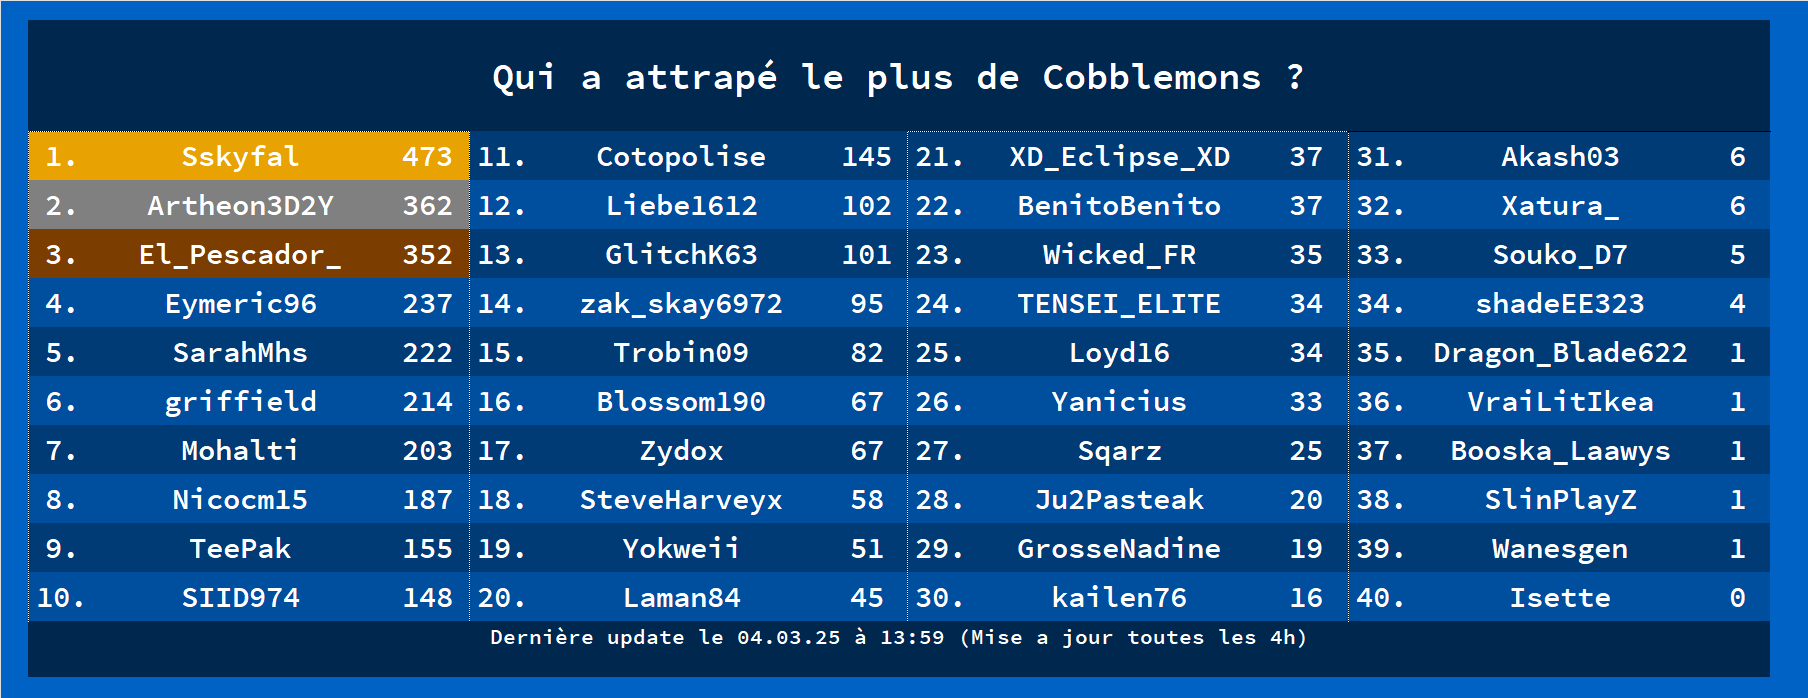 Qui a attrapé le plus de Cobblemons ?
1. Sskyfal 473 11. Cotopolise 145 21. XD_Eclipse_XD 37 31. Akash03 6
2. Artheon3D2Y 362 12. Liebe1612 102 22. BenitoBenito 37 32. Xatura_ 6
3. El_Pescador_ 352 13. GlitchK63 101 23. Wicked_FR 35 33. Souko_D7 5
4. Eymeric96 237 14. zak_skay6972 95 24. TENSEI_ELITE 34 34. shadeEE323 4
5. SarahMhs 222 15. Trobin09 82 25. Loyd16 34 35. Dragon_Blade622 1
6. griffield 214 16. Blossom190 67 26. Yanicius 33 36. VraiLitIkea 1
7. Mohalti 203 17. Zydox 67 27. Sqarz 25 37. Booska_Laawys 1
8. Nicocm15 187 18. SteveHarveyx 58 28. Ju2Pasteak 20 38. SlinPlayZ 1
9. TeePak 155 19. Yokweii 51 29. GrosseNadine 19 39. Wanesgen 1
10. SIID974 148 20. Laman84 45 30. kailen76 16 40. Isette 0
Dernière update le 04.03.25 à 13:59 (Mise a jour toutes les 4h)